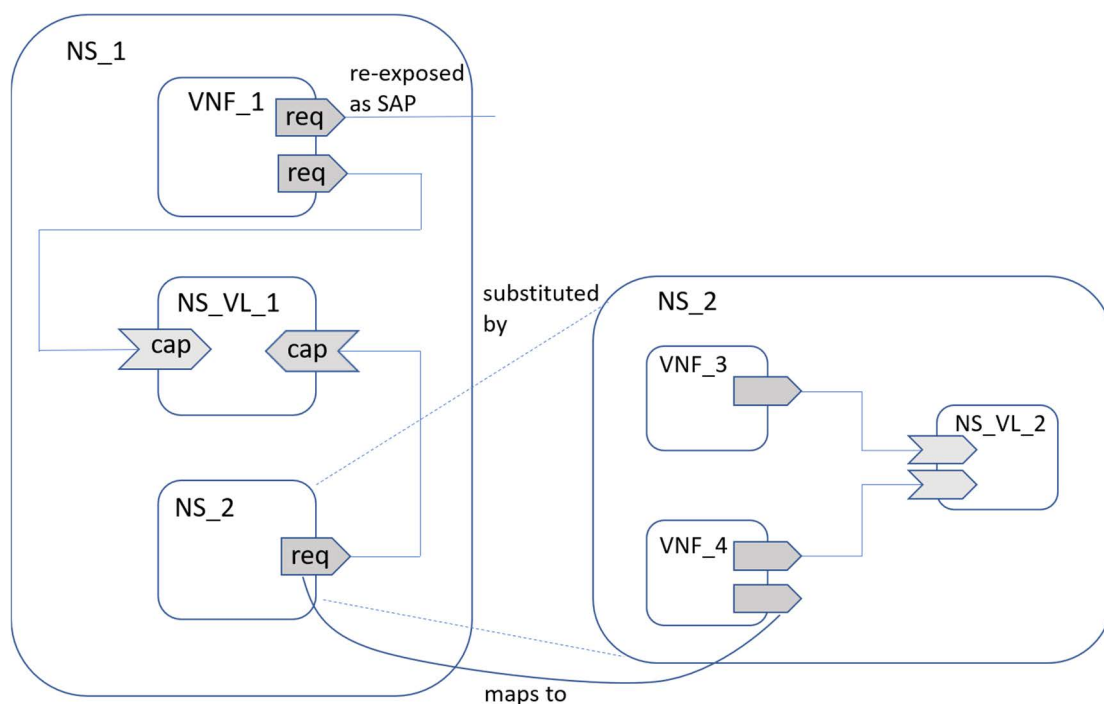 NS_1
VNF_1
re-exposed
as SAP
req
req
NS_VL_1
cap
cap
NS_2
req
substituted
by
NS_2
VNF_3
NS_VL_2
VNF_4
maps to